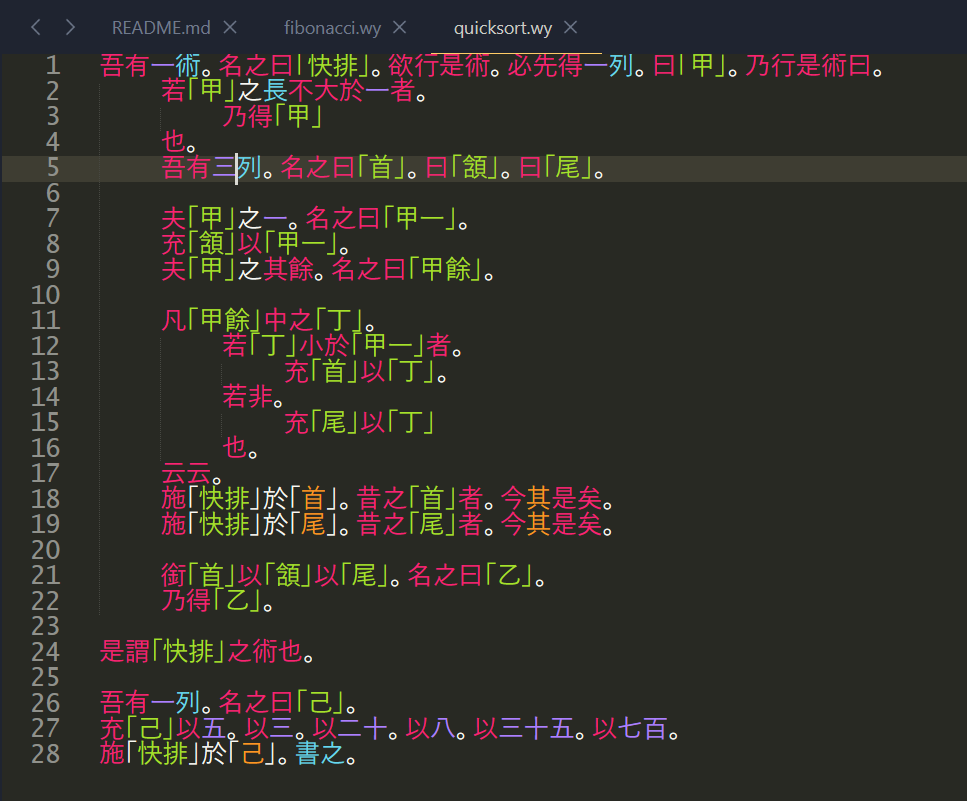 README.md fibonacci.wy quicksort.wy
1 吾有一術。名之曰「快排」。欲行是術。必先得一列。曰「甲」。乃行是術曰。
2 若「甲」之長不大於一者。
3 乃得「甲」
4 也。
5 吾有三列。名之曰「首」。曰「頷」。曰「尾」。
6
7 夫「甲」之一。名之曰「甲一」。
8 充「頷」以「甲一」。
9 夫「甲」之其餘。名之曰「甲餘」。
10
11 凡「甲餘」中之「丁」。
12 若「丁」小於「甲一」者。
13 充「首」以「丁」。
14 若非。
15 充「尾」以「丁」
16 也。
17 云云。
18 施「快排」於「首」。昔之「首」者。今其是矣。
19 施「快排」於「尾」。昔之「尾」者。今其是矣。
20
21 銜「首」以「頷」以「尾」。名之曰「乙」。
22 乃得「乙」。
23
24 是謂「快排」之術也。
25
26 吾有一列。名之曰「己」。
27 充「己」以五。以三。以二十。以八。以三十五。以七百。
28 施「快排」於「己」。書之。